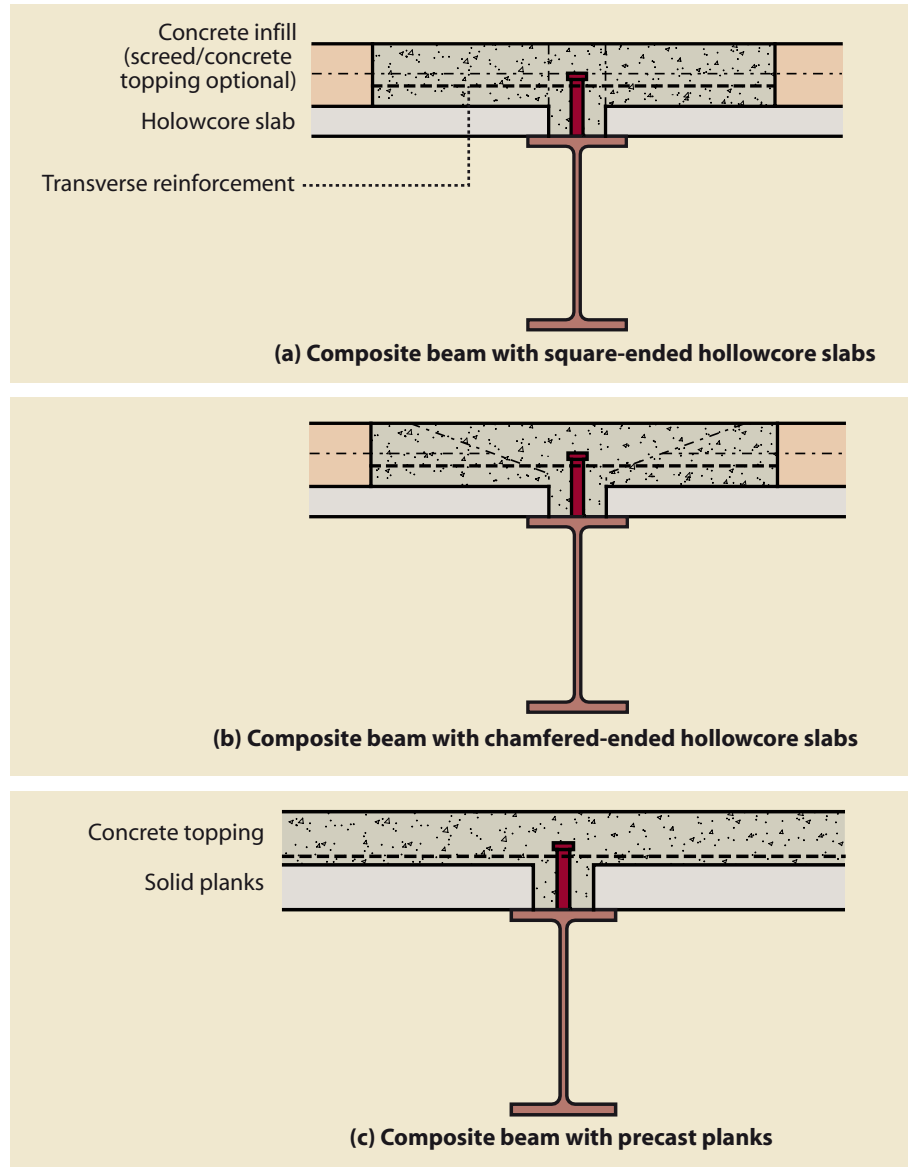 Concrete infill
(screed/concrete
topping optional)
Holowcore slab
Transverse reinforcement
(a) Composite beam with square-ended hollowcore slabs
(b) Composite beam with chamfered-ended hollowcore slabs
Concrete topping
Solid planks
(c) Composite beam with precast planks